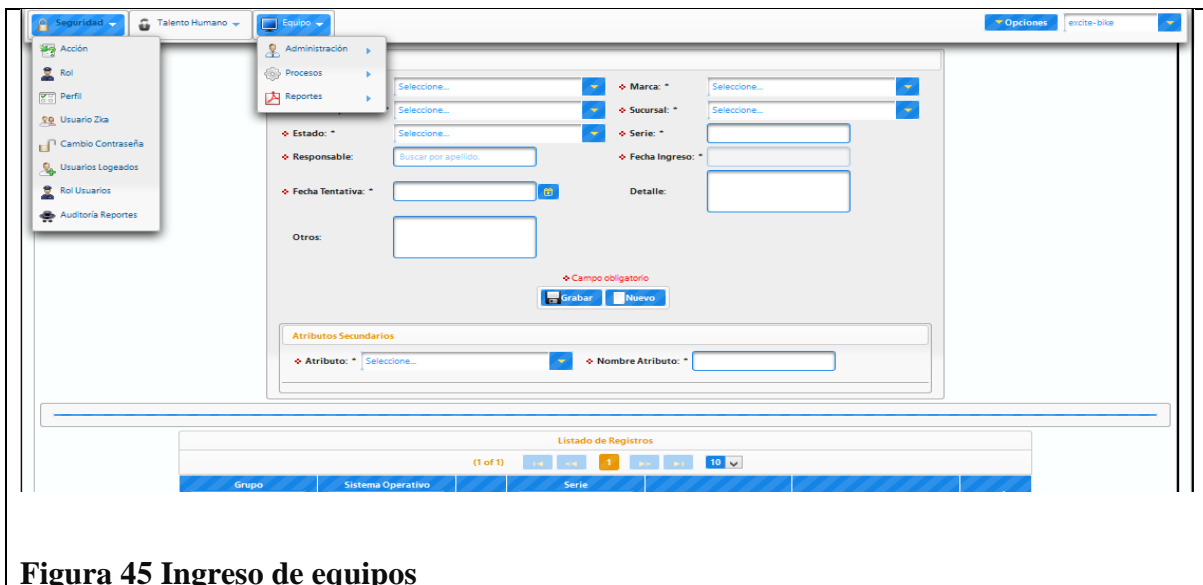 Seguridad Talento Humano Equipo Opciones excite-bike
Acción
Rol
Perfil
Usuario Zka
Cambio Contraseña
Usuarios Logeados
Rol Usuarios
Auditoría Reportes
Administración
Procesos
Reportes
Seleccione... Marca: * Seleccione...
* Seleccione... Sucursal: * Seleccione...
Estado: * Seleccione... Serie: *
Responsable: Buscar por apellido. Fecha Ingreso: *
Fecha Tentativa: * Detalle:
Otros:
Campo obligatorio
Grabar Nuevo
Atributos Secundarios
Atributo: * Seleccione... Nombre Atributo: *
Listado de Registros
(1 of 1) 1 10
Grupo Sistema Operativo Serie
Figura 45 Ingreso de equipos